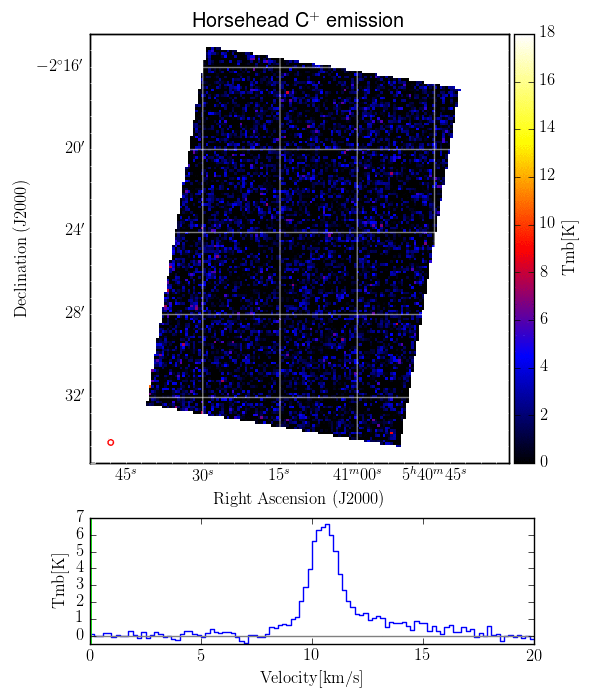 Horsehead C⁺ emission
18
16
14
12
10
8
6
4
2
0
Tmb[K]
−2°16′
20′
24′
28′
32′
Declination (J2000)
45ˢ 30ˢ 15ˢ 41ᵐ00ˢ 5ʰ40ᵐ45ˢ
Right Ascension (J2000)
7
6
5
4
3
2
1
0
Tmb[K]
0 5 10 15 20
Velocity[km/s]